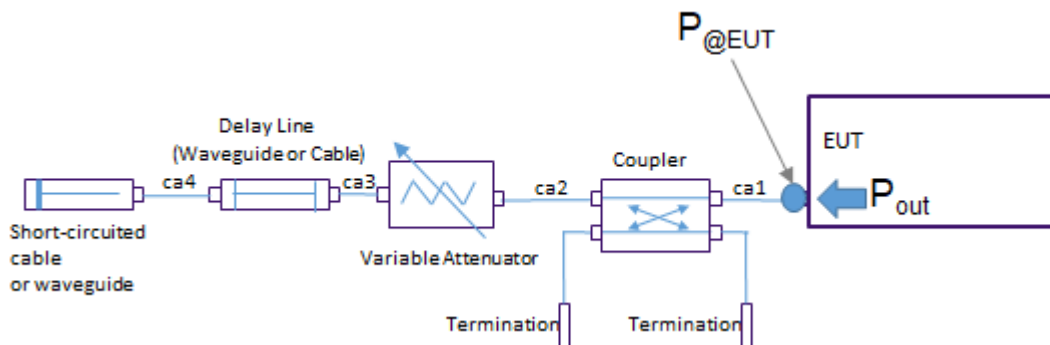 P@EUT
EUT
Delay Line
(Waveguide or Cable)
Coupler
ca4
ca3
ca2
ca1
Pout
Short-circuited
cable
or waveguide
Variable Attenuator
Termination
Termination